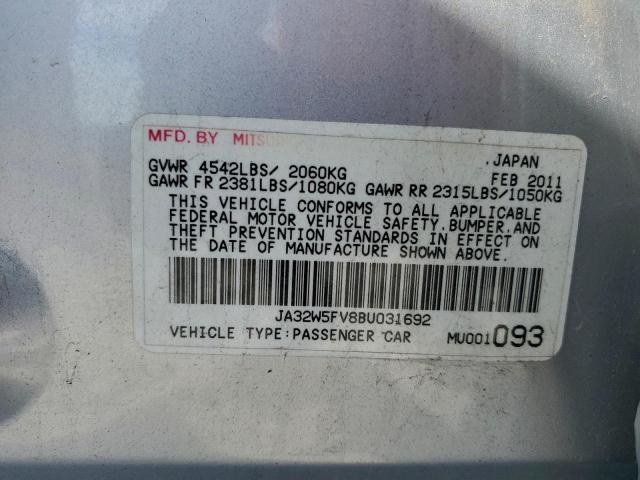 MFD. BY MITSU
.JAPAN
GVWR 4542LBS/ 2060KG FEB 2011
GAWR FR 2381LBS/1080KG GAWR RR 2315LBS/1050KG
THIS VEHICLE CONFORMS TO ALL APPLICABLE
FEDERAL MOTOR VEHICLE SAFETY,BUMPER,AND
THEFT PREVENTION STANDARDS IN EFFECT ON
THE DATE OF MANUFACTURE SHOWN ABOVE.
JA32W5FV8BU031692
VEHICLE TYPE:PASSENGER CAR MU001093